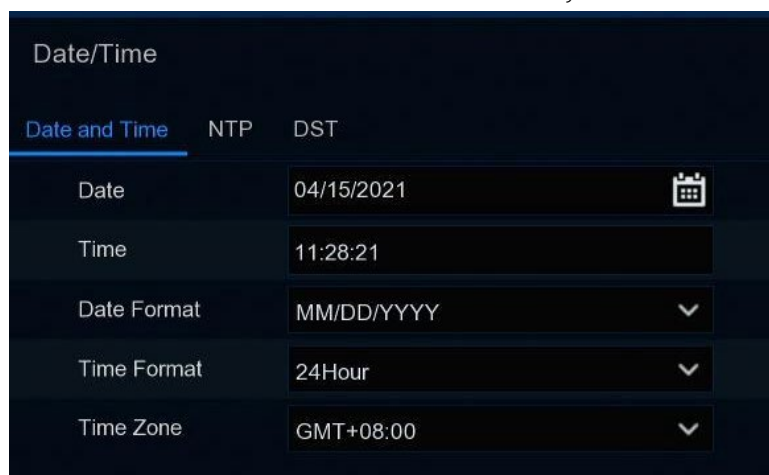 Date/Time
Date and Time NTP DST
Date 04/15/2021
Time 11:28:21
Date Format MM/DD/YYYY
Time Format 24Hour
Time Zone GMT+08:00